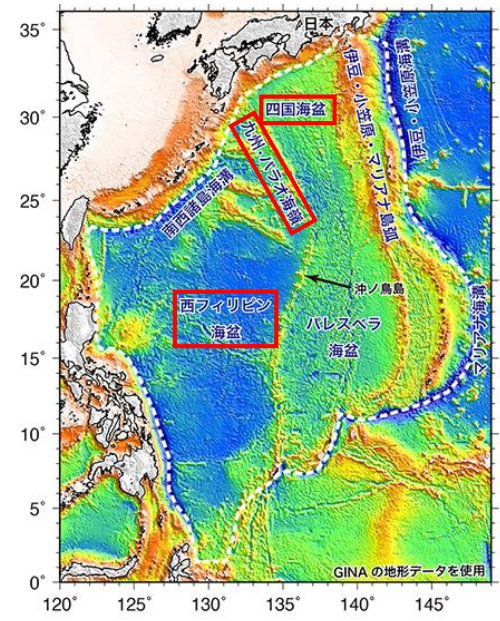 35°
日本
30°
四国海盆
九州・パラオ海嶺
伊豆・小笠原・マリアナ島弧
伊豆・小笠原海溝
25°
南西諸島海溝
20°
沖ノ鳥島
西フィリピン
海盆
パレスベラ
海盆
マリアナ海溝
15°
10°
5°
GINA の地形データを使用
0°
120° 125° 130° 135° 140° 145°